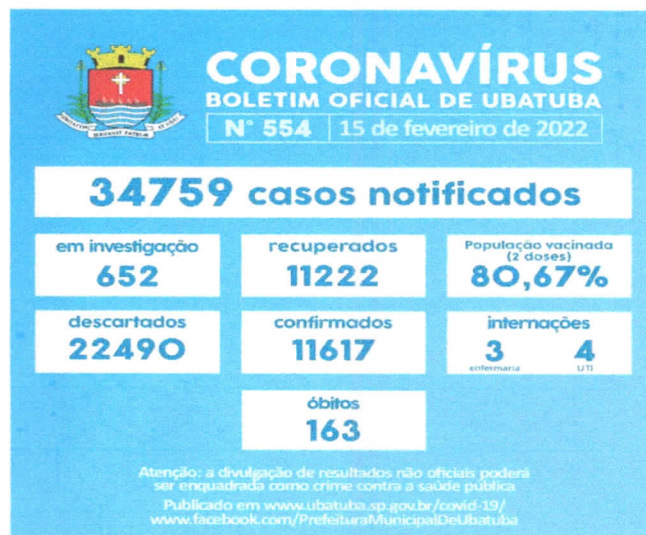 CORONAVÍRUS
BOLETIM OFICIAL DE UBATUBA
N° 554 15 de fevereiro de 2022
34759 casos notificados
em investigação
652
recuperados
11222
População vacinada
(2 doses)
80,67%
descartados
22490
confirmados
11617
internações
3 4
enfermaria UTI
óbitos
163
Atenção: a divulgação de resultados não oficiais poderá
ser enquadrada como crime contra a saúde pública
Publicado em www.ubatuba.sp.gov.br/covid-19/
www.facebook.com/PrefeituraMunicipalDeUbatuba